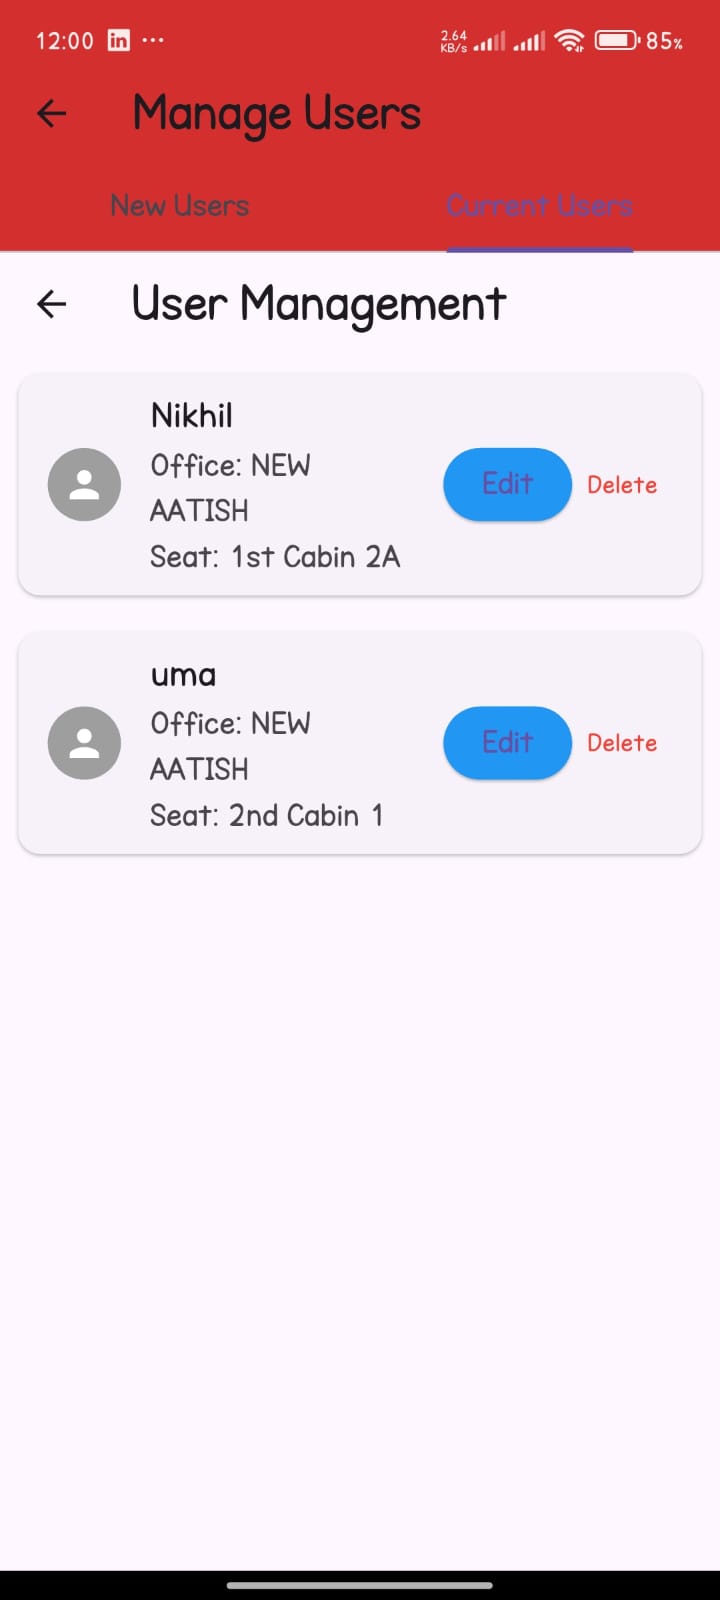 12:00 in ... 2.64 KB/s 85%
Manage Users
New Users Current Users
User Management
Nikhil
Office: NEW
AATISH
Seat: 1st Cabin 2A
Edit Delete
uma
Office: NEW
AATISH
Seat: 2nd Cabin 1
Edit Delete